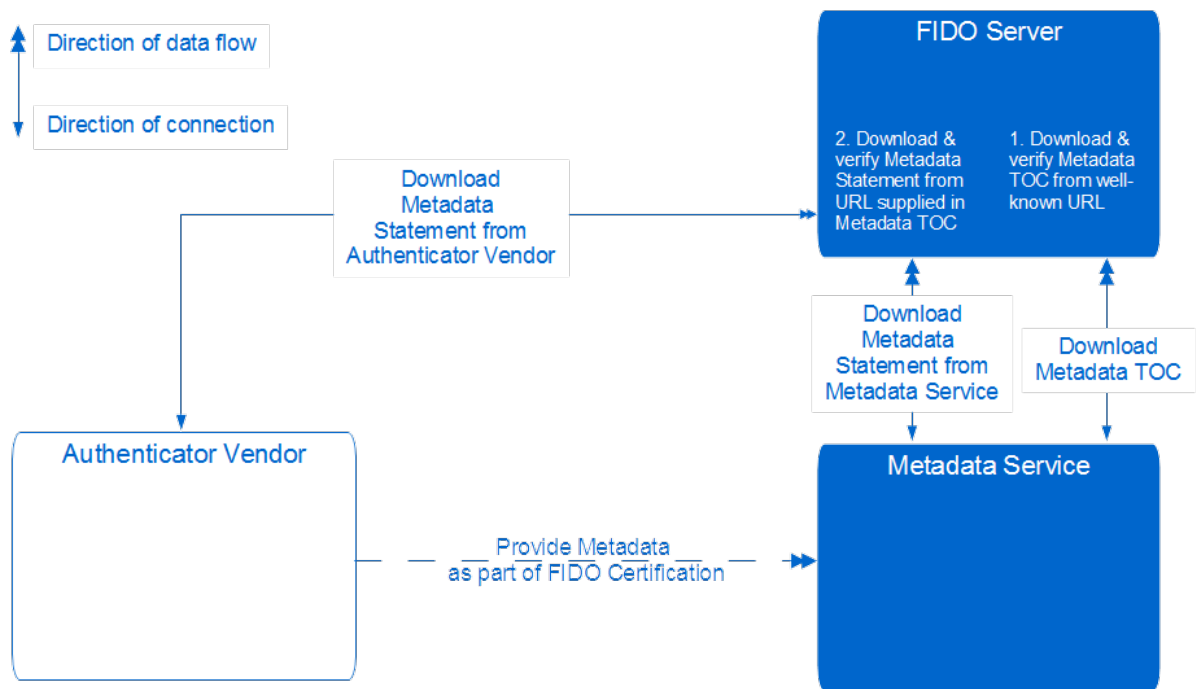 Direction of data flow
Direction of connection
FIDO Server
2. Download &
verify Metadata
Statement from
URL supplied in
Metadata TOC
1. Download &
verify Metadata
TOC from well-
known URL
Download
Metadata
Statement from
Authenticator Vendor
Download
Metadata
Statement from
Metadata Service
Download
Metadata TOC
Authenticator Vendor
Metadata Service
Provide Metadata
as part of FIDO Certification